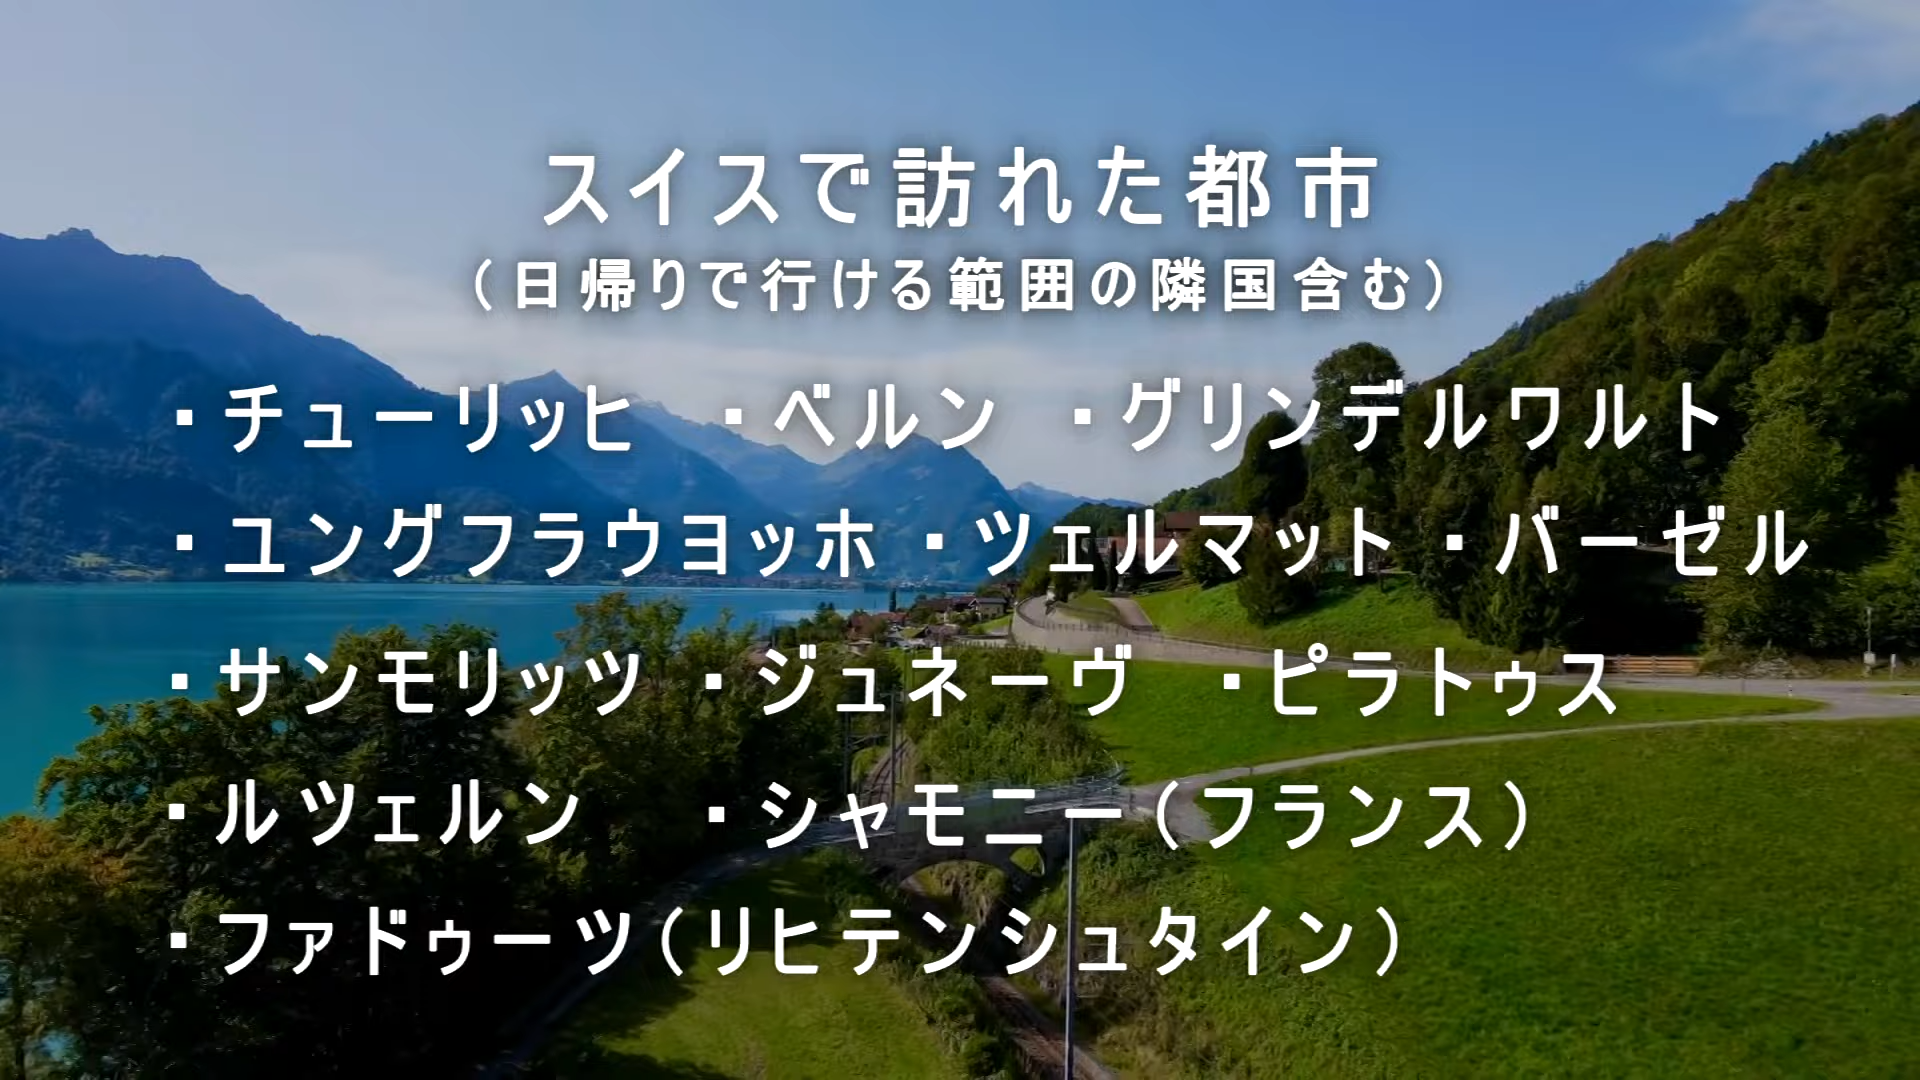 スイスで訪れた都市
（日帰りで行ける範囲の隣国含む）
・チューリッヒ ・ベルン ・グリンデルワルト
・ユングフラウヨッホ ・ツェルマット ・バーゼル
・サンモリッツ ・ジュネーヴ ・ピラトゥス
・ルツェルン ・シャモニー（フランス）
・ファドゥーツ（リヒテンシュタイン）